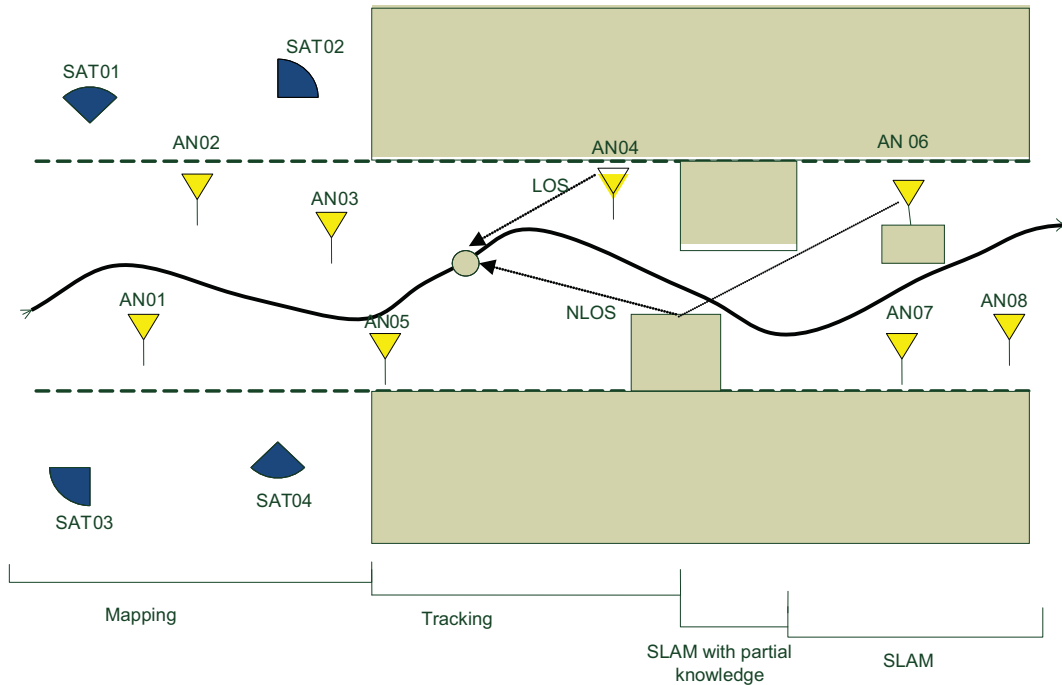 SAT02
SAT01
AN02
AN04
AN 06
LOS
AN03
AN01
NLOS
AN05
AN07
AN08
SAT04
SAT03
Mapping
Tracking
SLAM with partial
knowledge
SLAM